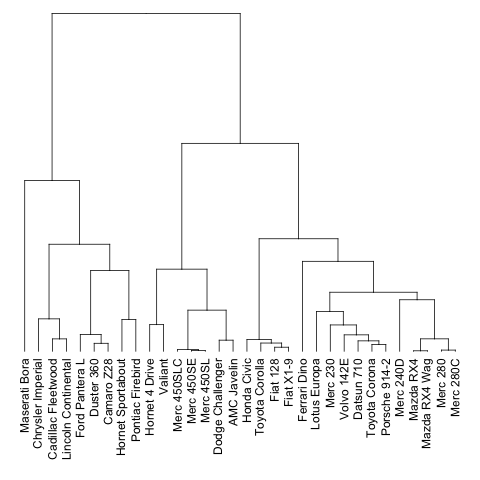 Maserati Bora
Chrysler Imperial
Cadillac Fleetwood
Lincoln Continental
Ford Pantera L
Duster 360
Camaro Z28
Hornet Sportabout
Pontiac Firebird
Hornet 4 Drive
Valiant
Merc 450SLC
Merc 450SE
Merc 450SL
Dodge Challenger
AMC Javelin
Honda Civic
Toyota Corolla
Fiat 128
Fiat X1-9
Ferrari Dino
Lotus Europa
Merc 230
Volvo 142E
Datsun 710
Toyota Corona
Porsche 914-2
Merc 240D
Mazda RX4
Mazda RX4 Wag
Merc 280
Merc 280C